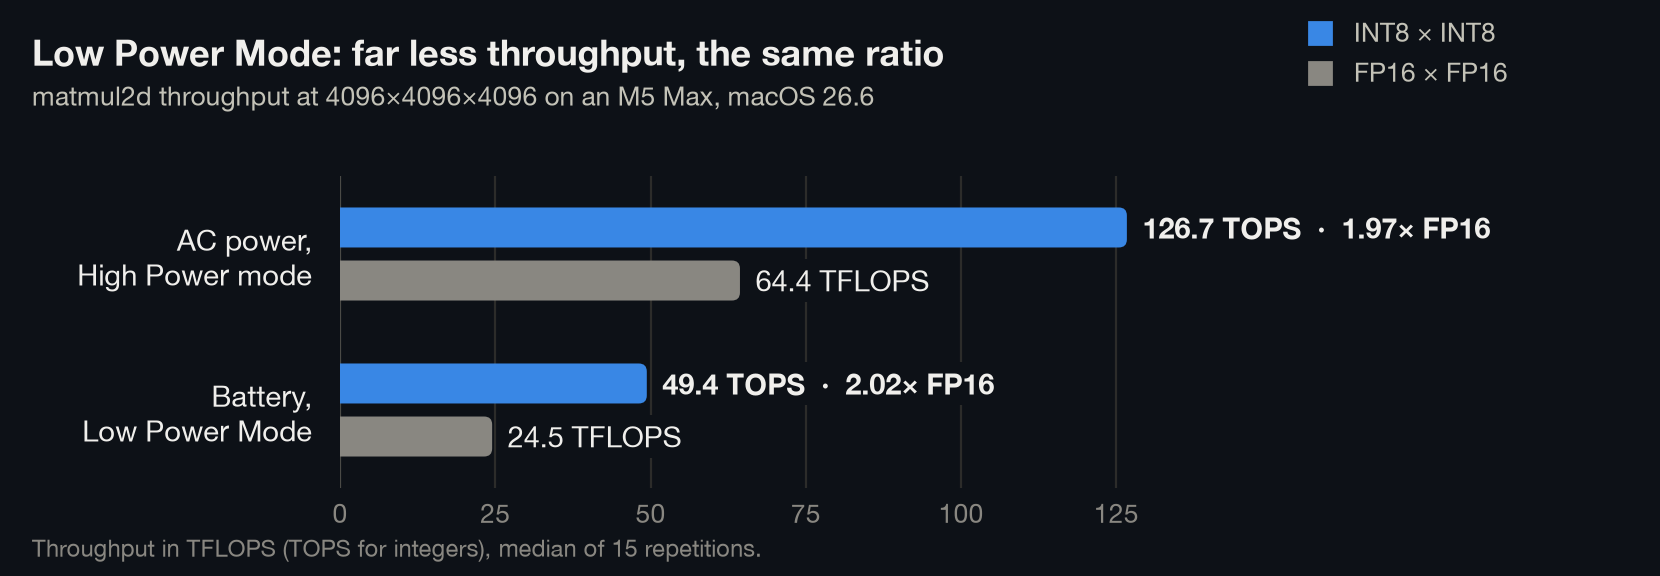 Low Power Mode: far less throughput, the same ratio
matmul2d throughput at 4096×4096×4096 on an M5 Max, macOS 26.6
INT8 × INT8
FP16 × FP16
AC power,
High Power mode
126.7 TOPS · 1.97× FP16
64.4 TFLOPS
Battery,
Low Power Mode
49.4 TOPS · 2.02× FP16
24.5 TFLOPS
0 25 50 75 100 125
Throughput in TFLOPS (TOPS for integers), median of 15 repetitions.